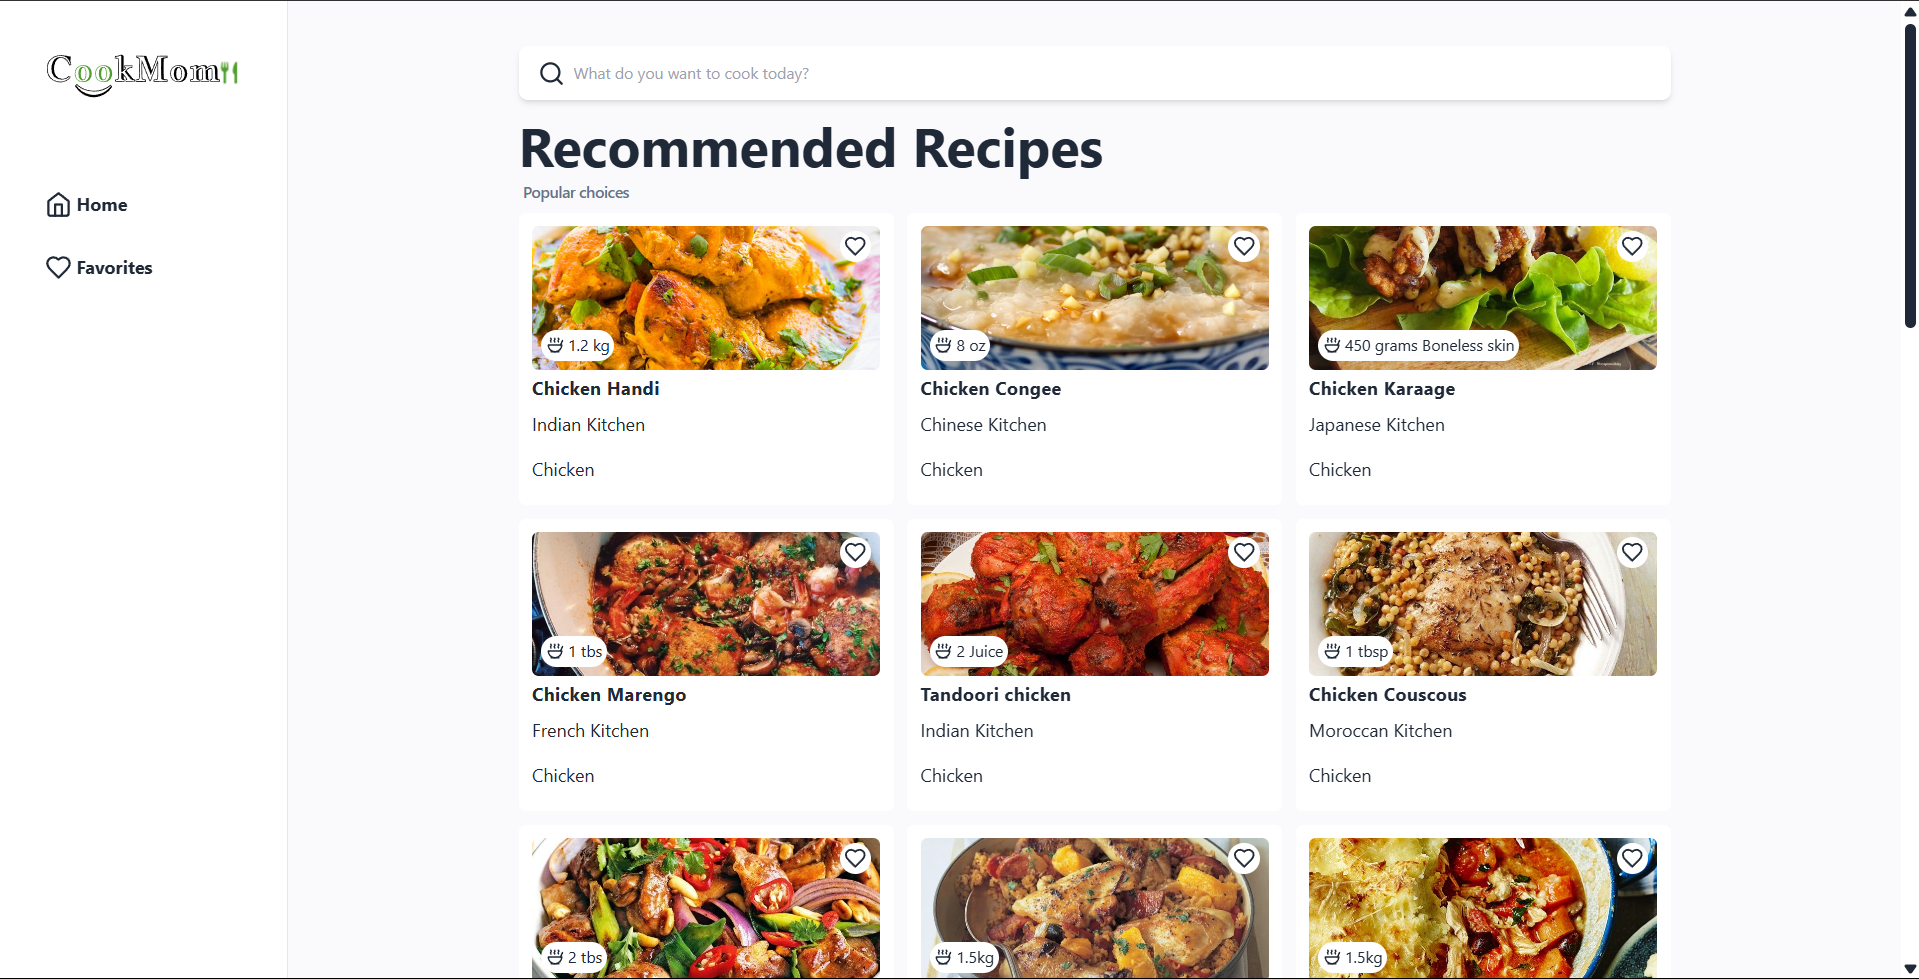 CookMom
What do you want to cook today?
Recommended Recipes
Popular choices
Home
Favorites
1.2 kg
8 oz
450 grams Boneless skin
Chicken Handi
Chicken Congee
Chicken Karaage
Indian Kitchen
Chinese Kitchen
Japanese Kitchen
Chicken
Chicken
Chicken
1 tbs
2 Juice
1 tbsp
Chicken Marengo
Tandoori chicken
Chicken Couscous
French Kitchen
Indian Kitchen
Moroccan Kitchen
Chicken
Chicken
Chicken
2 tbs
1.5kg
1.5kg